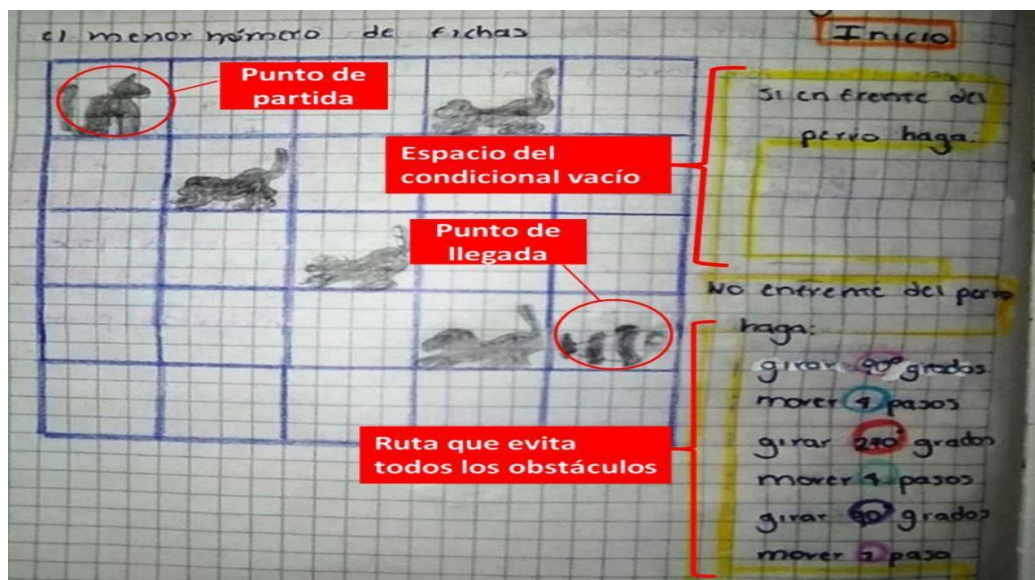 el menor número de fichas
Inicio
Punto de
partida
Si en frente del
perro haga:
Espacio del
condicional vacío
Punto de
llegada
No enfrente del perro
haga:
girar 90° grados
mover 4 pasos
girar 270° grados
mover 4 pasos
girar 90° grados
mover 1 paso
Ruta que evita
todos los obstáculos